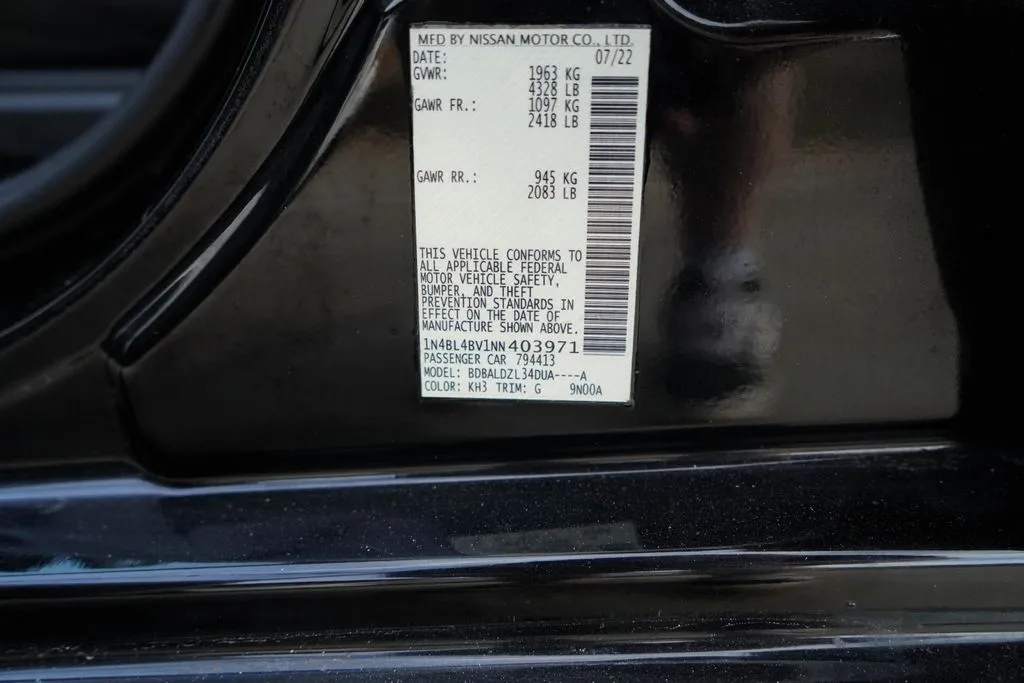 MFD BY NISSAN MOTOR CO., LTD.
DATE: 07/22
GVWR: 1963 KG
4328 LB
GAWR FR.: 1097 KG
2418 LB
GAWR RR.: 945 KG
2083 LB
THIS VEHICLE CONFORMS TO
ALL APPLICABLE FEDERAL
MOTOR VEHICLE SAFETY,
BUMPER, AND THEFT
PREVENTION STANDARDS IN
EFFECT ON THE DATE OF
MANUFACTURE SHOWN ABOVE.
1N4BL4BV1NN403971
PASSENGER CAR 794413
MODEL: BDBALDZL34DUA----A
COLOR: KH3 TRIM: G 9N00A